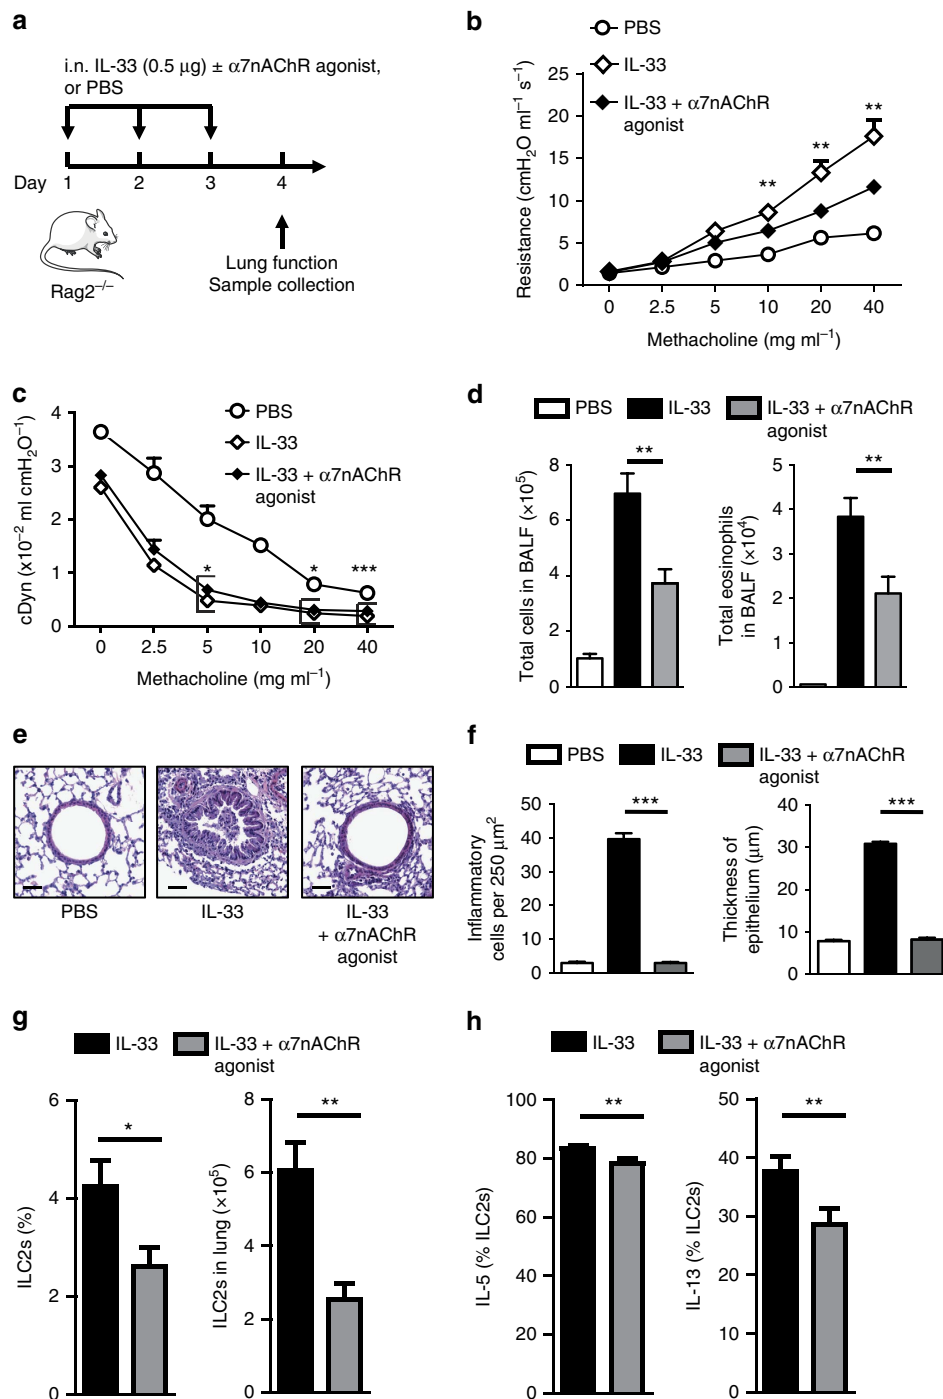 a
i.n. IL-33 (0.5 μg) ± α7nAChR agonist,
or PBS
Day 1 2 3 4
Rag2⁻/⁻
Lung function
Sample collection
b
PBS
IL-33
IL-33 + α7nAChR
agonist
Resistance (cmH₂O ml⁻¹ s⁻¹)
25
20
15
10
5
0
** ** **
0 2.5 5 10 20 40
Methacholine (mg ml⁻¹)
c
PBS
IL-33
IL-33 + α7nAChR
agonist
cDyn (x10⁻² ml cmH₂O⁻¹)
4
3
2
1
0
* * ***
0 2.5 5 10 20 40
Methacholine (mg ml⁻¹)
d
PBS IL-33 IL-33 + α7nAChR
agonist
Total cells in BALF (×10⁵)
8
6
4
2
0
**
Total eosinophils
in BALF (×10⁴)
5
4
3
2
1
0
**
e
PBS
IL-33
IL-33
+ α7nAChR
agonist
f
PBS IL-33 IL-33 + α7nAChR
agonist
Inflammatory
cells per 250 μm²
50
40
30
20
10
0
***
Thickness of
epithelium (μm)
40
30
20
10
0
***
g
IL-33 IL-33 + α7nAChR
agonist
ILC2s (%)
6
4
2
0
*
ILC2s in lung (×10⁵)
8
6
4
2
0
**
h
IL-33 IL-33 + α7nAChR
agonist
IL-5 (% ILC2s)
100
80
60
40
20
0
**
IL-13 (% ILC2s)
50
40
30
20
10
0
**